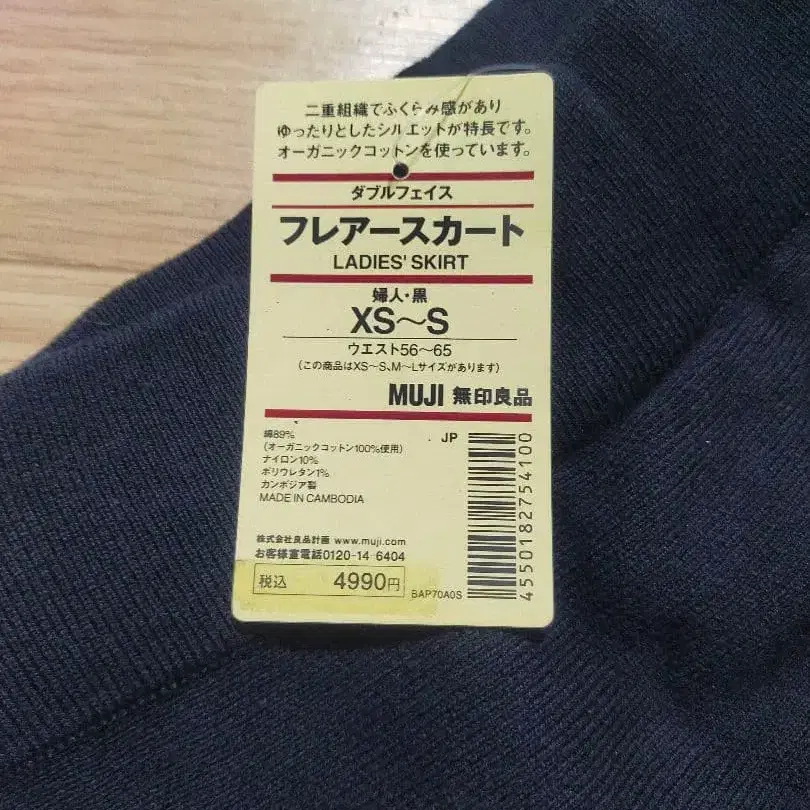 二重組織でふくらみ感があり
ゆったりとしたシルエットが特長です。
オーガニックコットンを使っています。
ダブルフェイス
フレアースカート
LADIES' SKIRT
婦人・黒
XS〜S
ウエスト56〜65
(この商品はXS〜S、M〜Lサイズがあります)
MUJI 無印良品
綿89%
(オーガニックコットン100%使用)
ナイロン10%
ポリウレタン1%
カンボジア製
MADE IN CAMBODIA
JP
4550182754100
株式会社良品計画 www.muji.com
お客様室電話0120-14-6404
税込 4990円
BAP70A0S